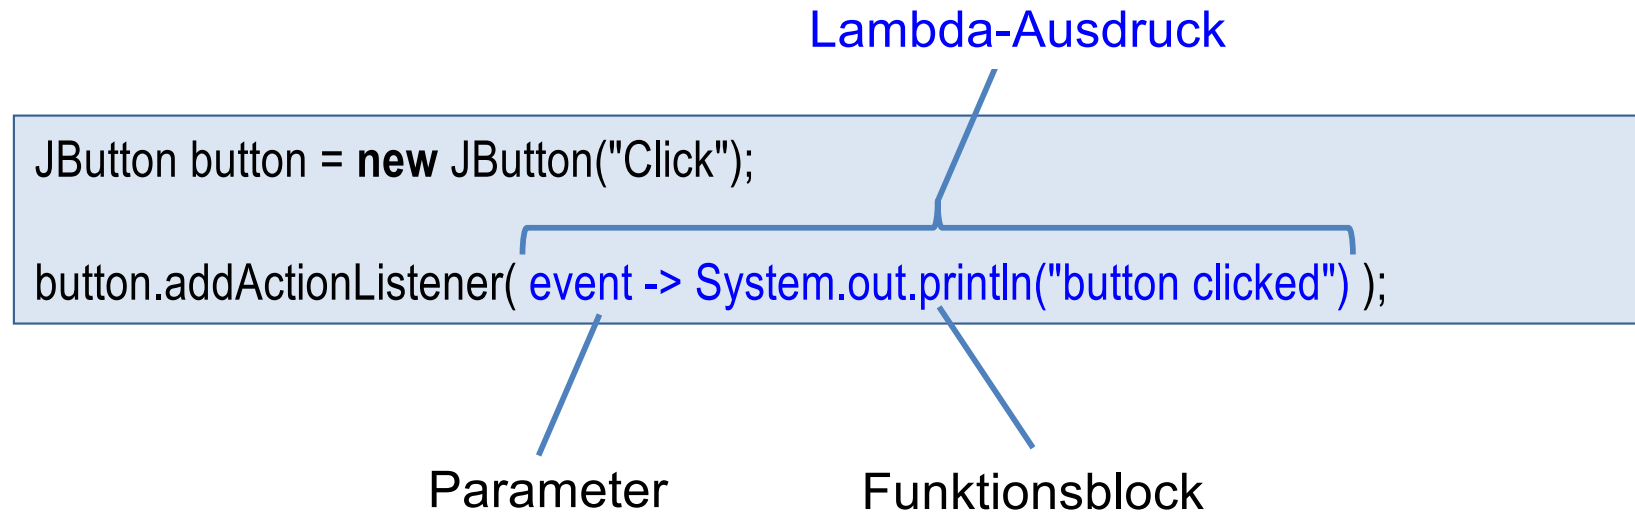 Lambda-Ausdruck
JButton button = new JButton("Click");
button.addActionListener( event -> System.out.println("button clicked") );
Parameter
Funktionsblock